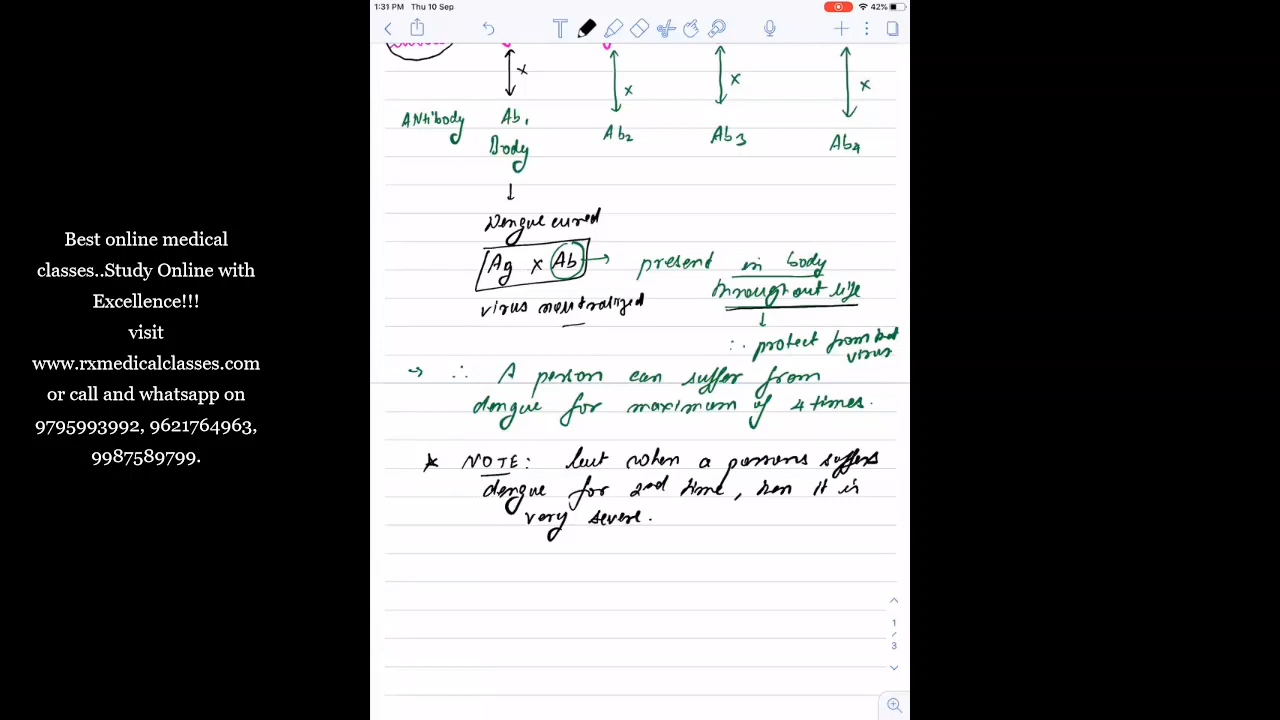 1:31 PM Thu 10 Sep
42%
ANtibody Ab1 Ab2 Ab3 Ab4
x x x x
Body
Dengue cured
Ag x Ab → present in body
throughout life
virus neutralized
∴ protect from that
virus
→ ∴ A person can suffer from
dengue for maximum of 4 times.
* NOTE: but when a persons suffers
dengue for 2nd time, then it is
very severe.
1
/
3
Best online medical
classes..Study Online with
Excellence!!!
visit
www.rxmedicalclasses.com
or call and whatsapp on
9795993992, 9621764963,
9987589799.